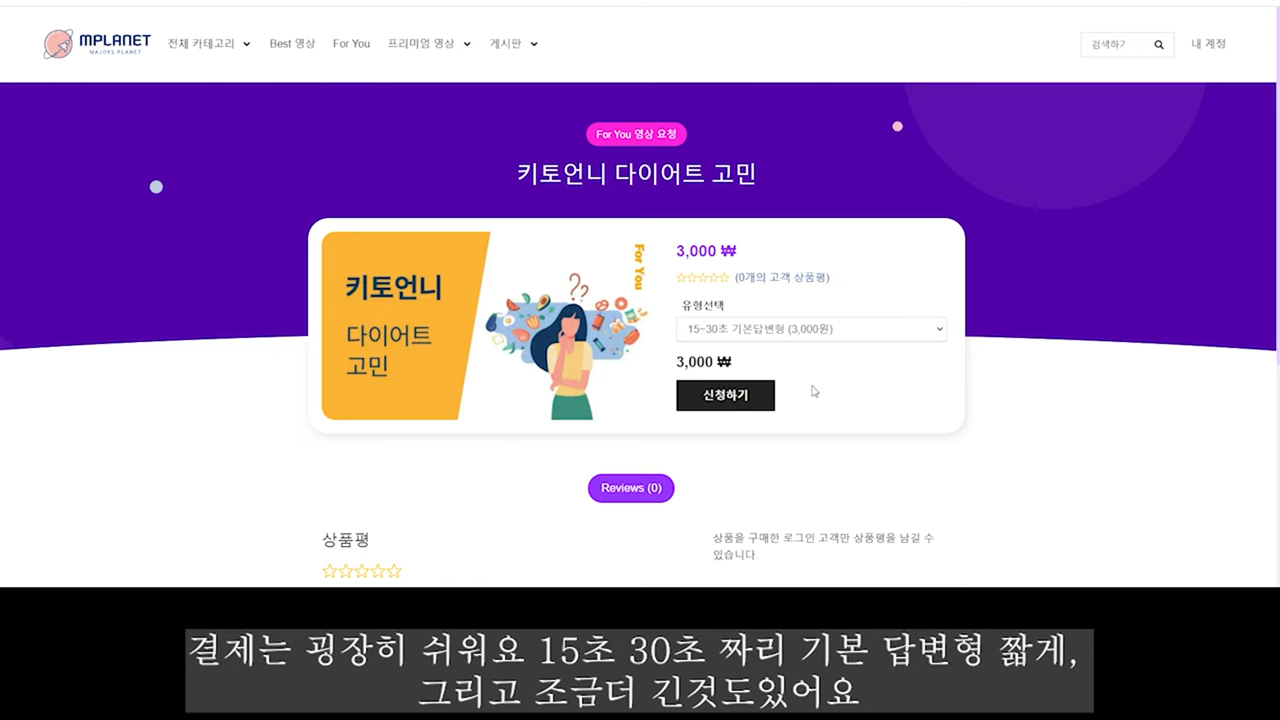 MPLANET
MAJORS PLANET
전체 카테고리
Best 영상
For You
프리미엄 영상
게시판
검색하기
내 계정
For You 영상 요청
키토언니 다이어트 고민
키토언니
다이어트
고민
For You
??
3,000 ₩
(0개의 고객 상품평)
유형선택
15~30초 기본답변형 (3,000원)
3,000 ₩
신청하기
Reviews (0)
상품평
상품을 구매한 로그인 고객만 상품평을 남길 수
있습니다.
결제는 굉장히 쉬워요 15초 30초 짜리 기본 답변형 짧게,
그리고 조금더 긴것도있어요